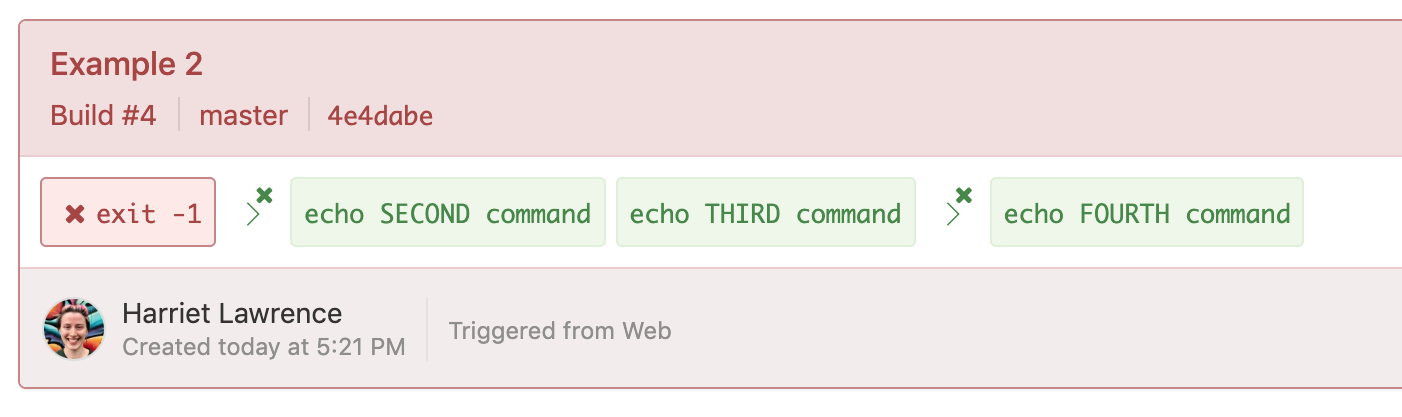 Example 2
Build #4 master 4e4dabe
exit -1 echo SECOND command echo THIRD command echo FOURTH command
Harriet Lawrence
Created today at 5:21 PM
Triggered from Web